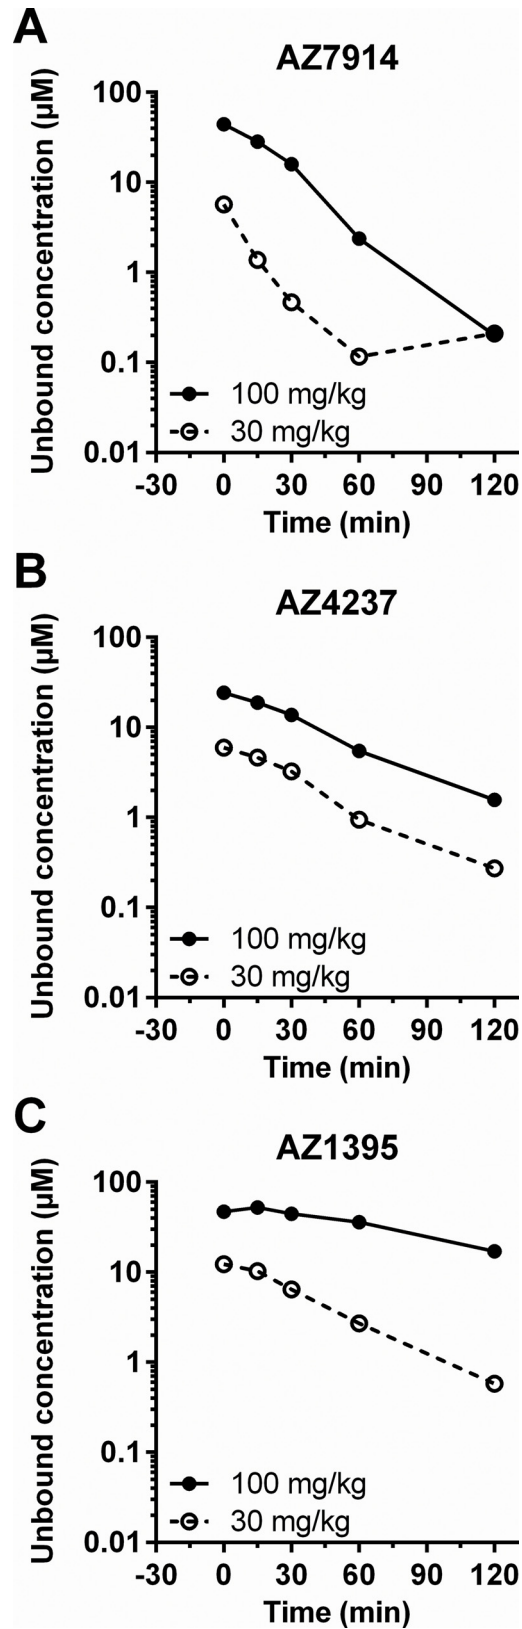 A
AZ7914
Unbound concentration (µM)
100
10
1
0.1
0.01
100 mg/kg
30 mg/kg
-30 0 30 60 90 120
Time (min)
B
AZ4237
Unbound concentration (µM)
100
10
1
0.1
0.01
100 mg/kg
30 mg/kg
-30 0 30 60 90 120
Time (min)
C
AZ1395
Unbound concentration (µM)
100
10
1
0.1
0.01
100 mg/kg
30 mg/kg
-30 0 30 60 90 120
Time (min)